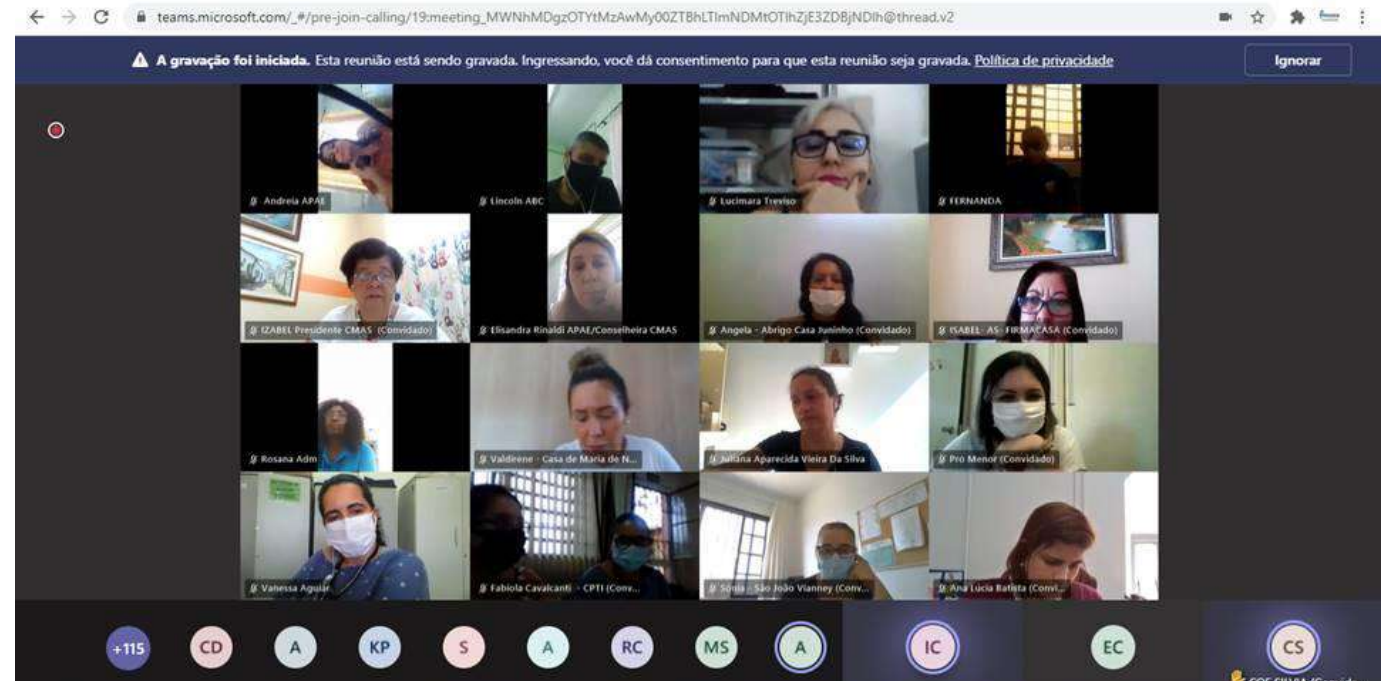 teams.microsoft.com/_#/pre-join-calling/19:meeting_MWNhMDgzOTYtMzAwMy00ZTBhLTlmNDMtOTlhZjE3ZDBjNDlh@thread.v2
A gravação foi iniciada. Esta reunião está sendo gravada. Ingressando, você dá consentimento para que esta reunião seja gravada. Política de privacidade
Ignorar
Andreia APAE
Lincoln ABC
Lucimara Treviso
FERNANDA
IZABEL Presidente CMAS (Convidado)
Elisandra Rinaldi APAE/Conselheira CMAS
Angela - Abrigo Casa Juninho (Convidado)
ISABEL- AS- FIRMACASA (Convidado)
Rosana Adm
Valdirene - Casa de Maria de N...
Juliana Aparecida Vieira Da Silva
Pro Menor (Convidado)
Vanessa Aguiar
Fabiola Cavalcanti - CPTI (Conv...
Sônia - São João Vianney (Conv...
Ana Lúcia Batista (Convi...
+115
CD
A
KP
S
A
RC
MS
A
IC
EC
CS
SILVIA